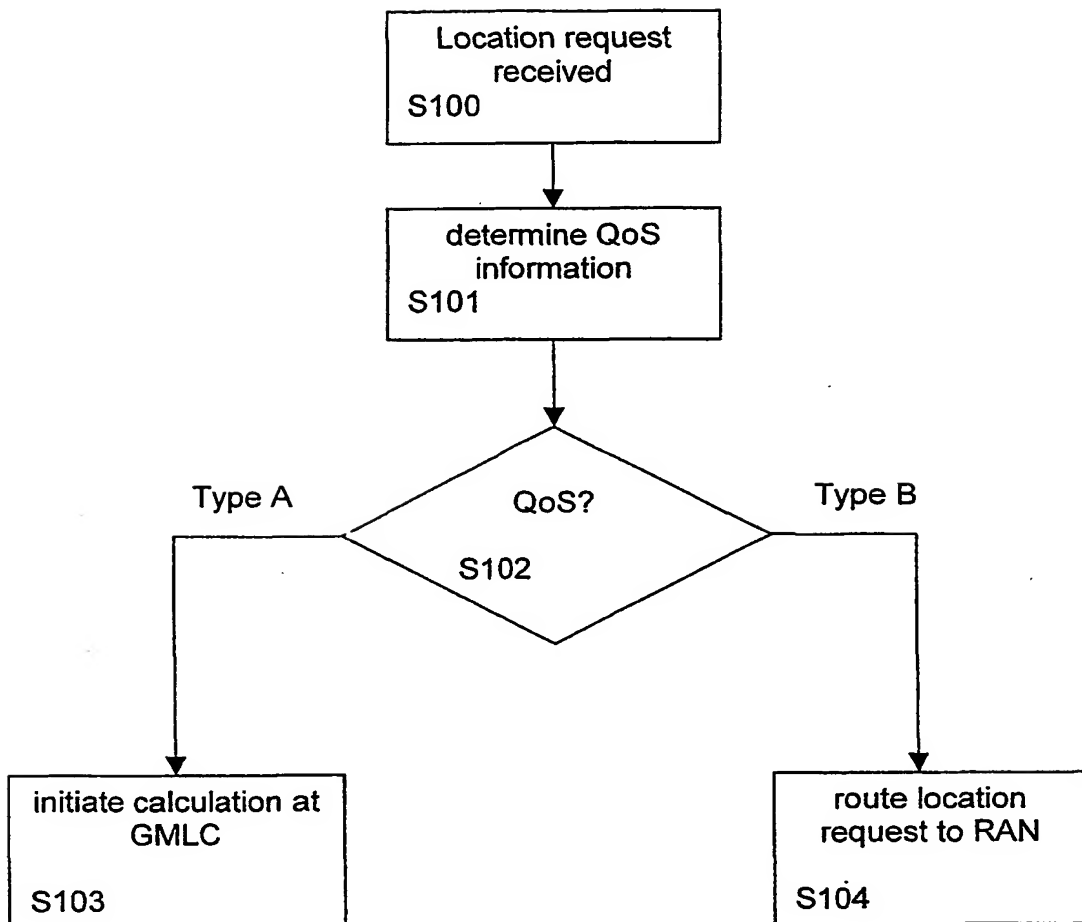 Location request
received
S100
determine QoS
information
S101
Type A
QoS?
Type B
S102
initiate calculation at
GMLC
S103
route location
request to RAN
S104